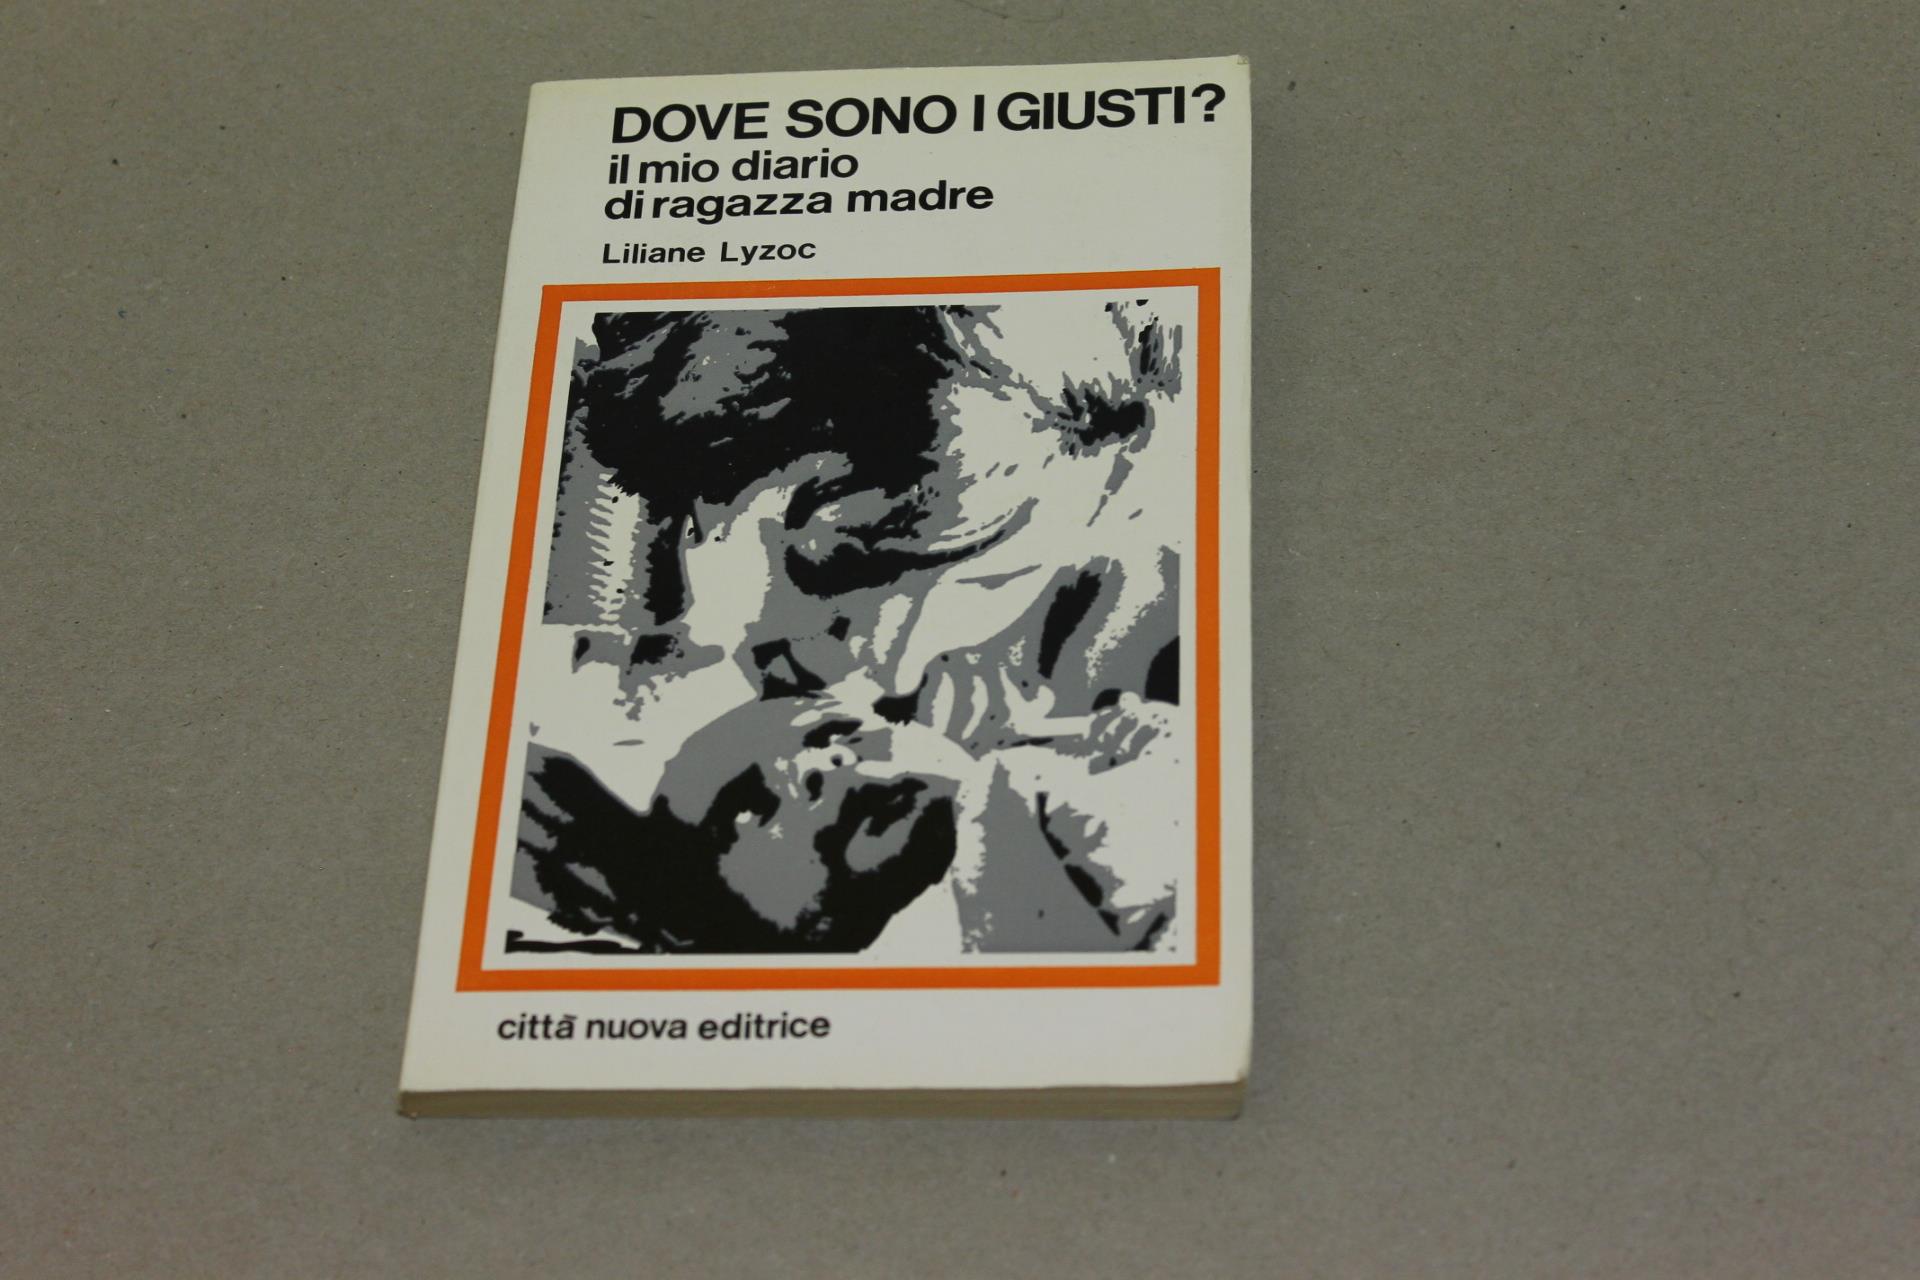 DOVE SONO I GIUSTI?
il mio diario
di ragazza madre
Liliane Lyzoc
città nuova editrice